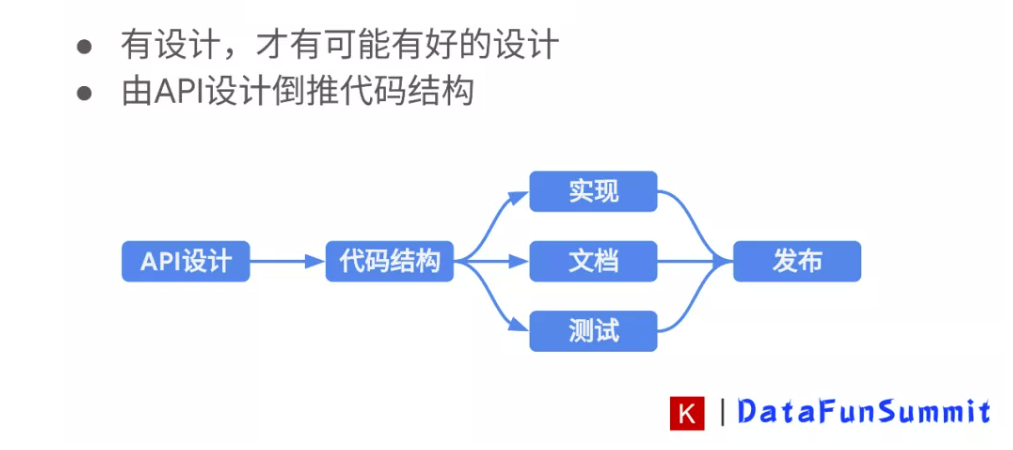 ● 有设计，才有可能有好的设计
● 由API设计倒推代码结构
实现
API设计
代码结构
文档
发布
测试
K | DataFunSummit